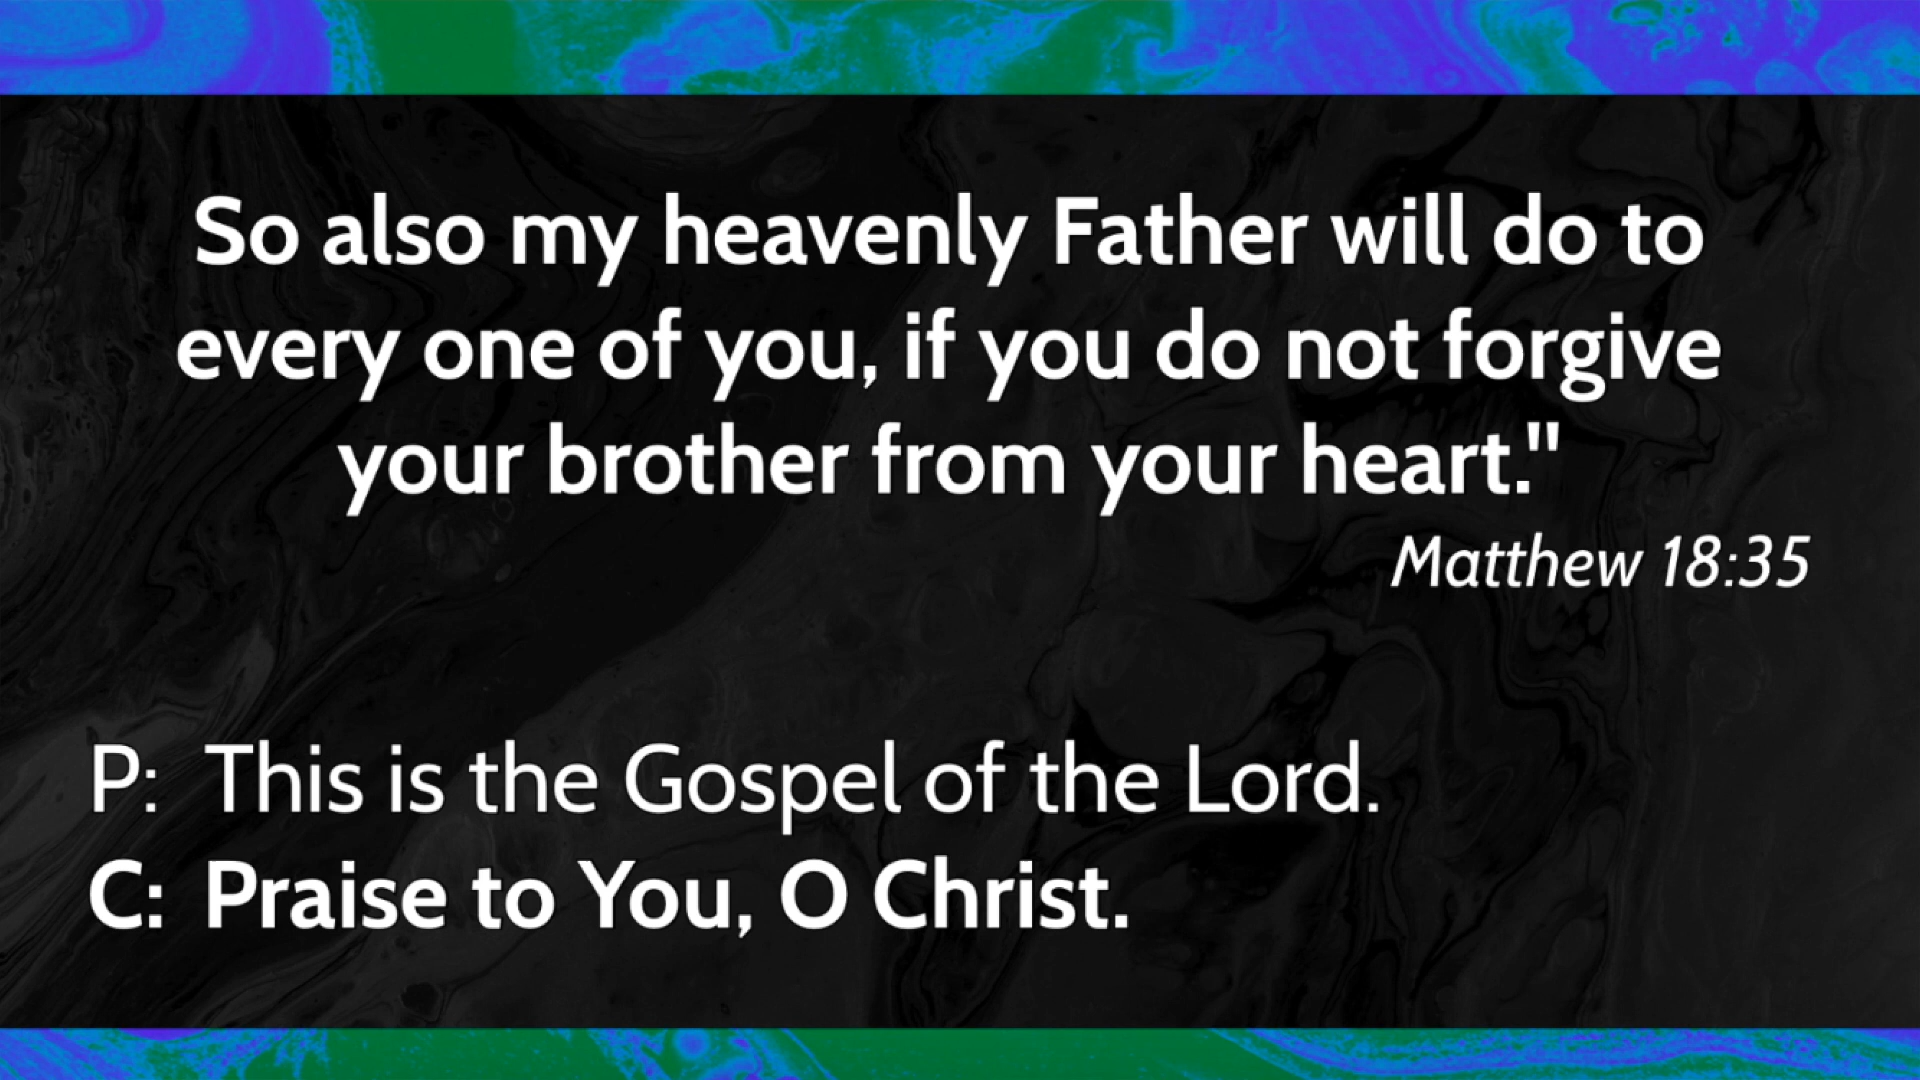 So also my heavenly Father will do to
every one of you, if you do not forgive
your brother from your heart."
Matthew 18:35
P: This is the Gospel of the Lord.
C: Praise to You, O Christ.